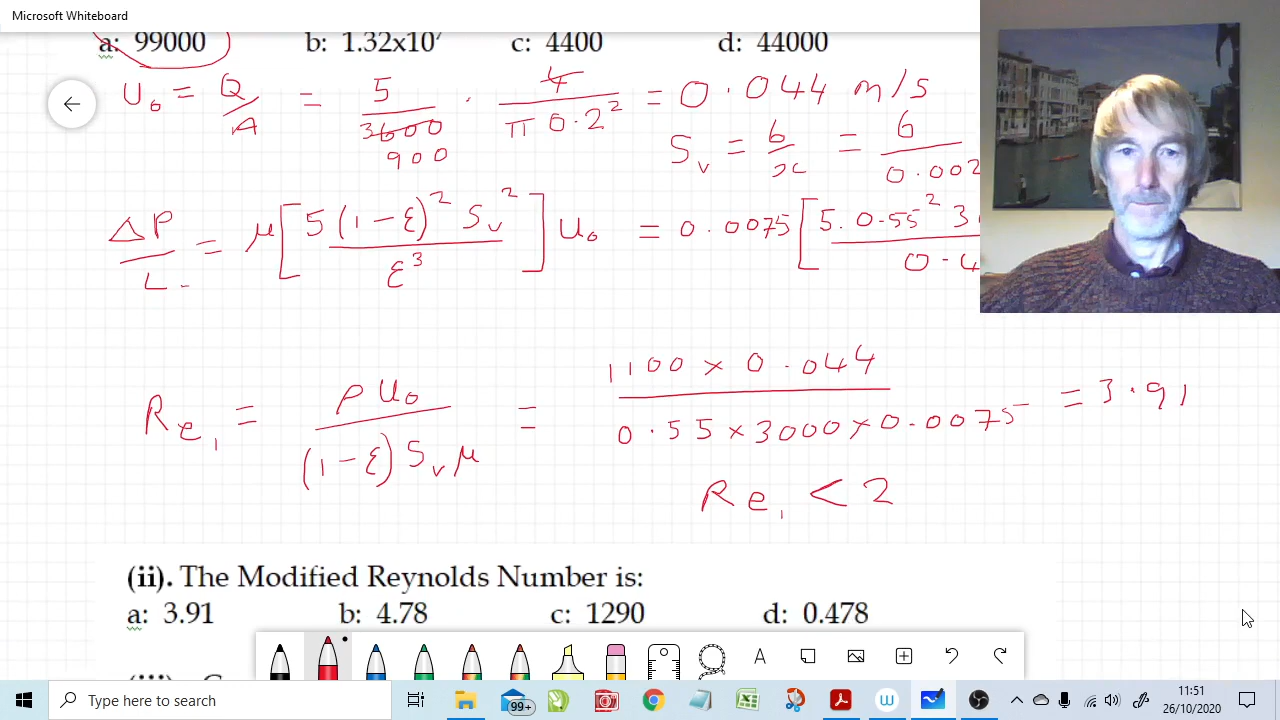 Microsoft Whiteboard
a: 99000 b: 1.32x10⁷ c: 4400 d: 44000
U₀ = Q/A = 5/3600 900 · 4/(π 0.2²) = 0.044 m/s
Sᵥ = 6/x = 6/0.002
ΔP/L = μ[5(1-ε)² Sᵥ²/ε³] U₀ = 0.0075[5.0.55² 3
0.4
Re₁ = ρU₀/((1-ε)Sᵥμ) = 1100 × 0.044/(0.55×3000×0.0075) = 3.91
Re₁ < 2
(ii). The Modified Reynolds Number is:
a: 3.91 b: 4.78 c: 1290 d: 0.478
Type here to search
99+
11:51
26/10/2020